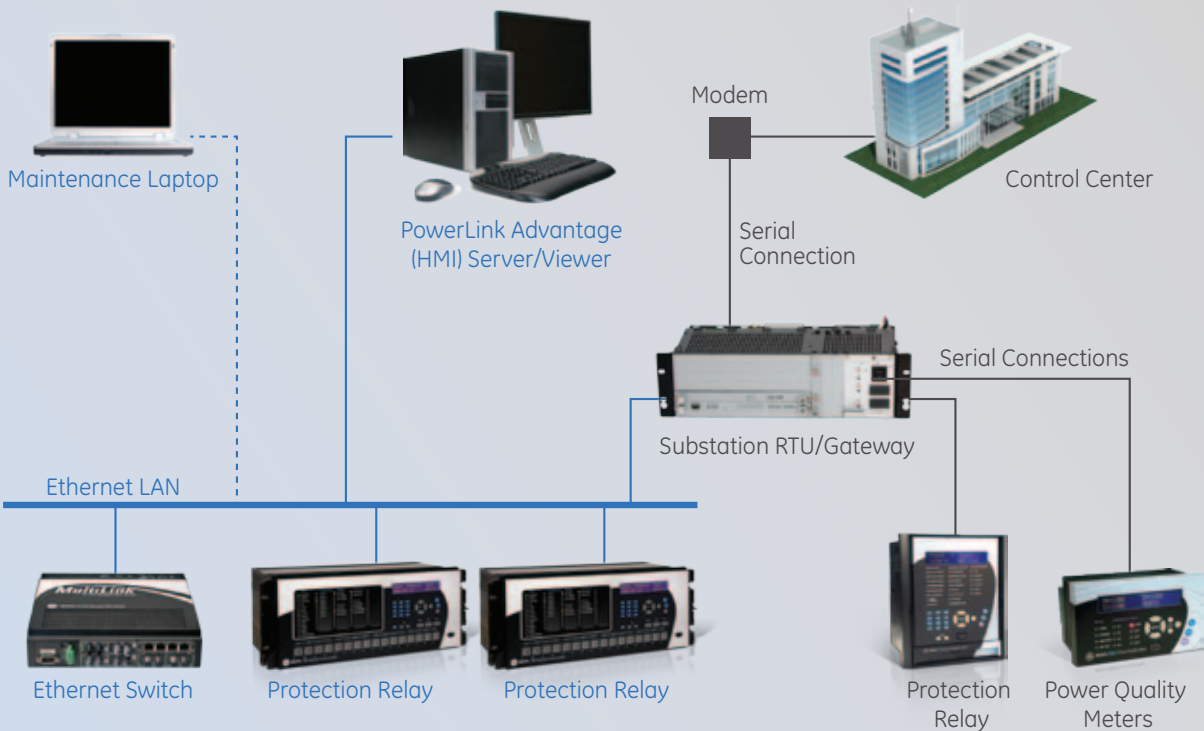 Modem
Maintenance Laptop
Control Center
PowerLink Advantage
(HMI) Server/Viewer
Serial
Connection
Serial Connections
Substation RTU/Gateway
Ethernet LAN
MultiLink
Ethernet Switch
Protection Relay
Protection Relay
Protection
Relay
Power Quality
Meters